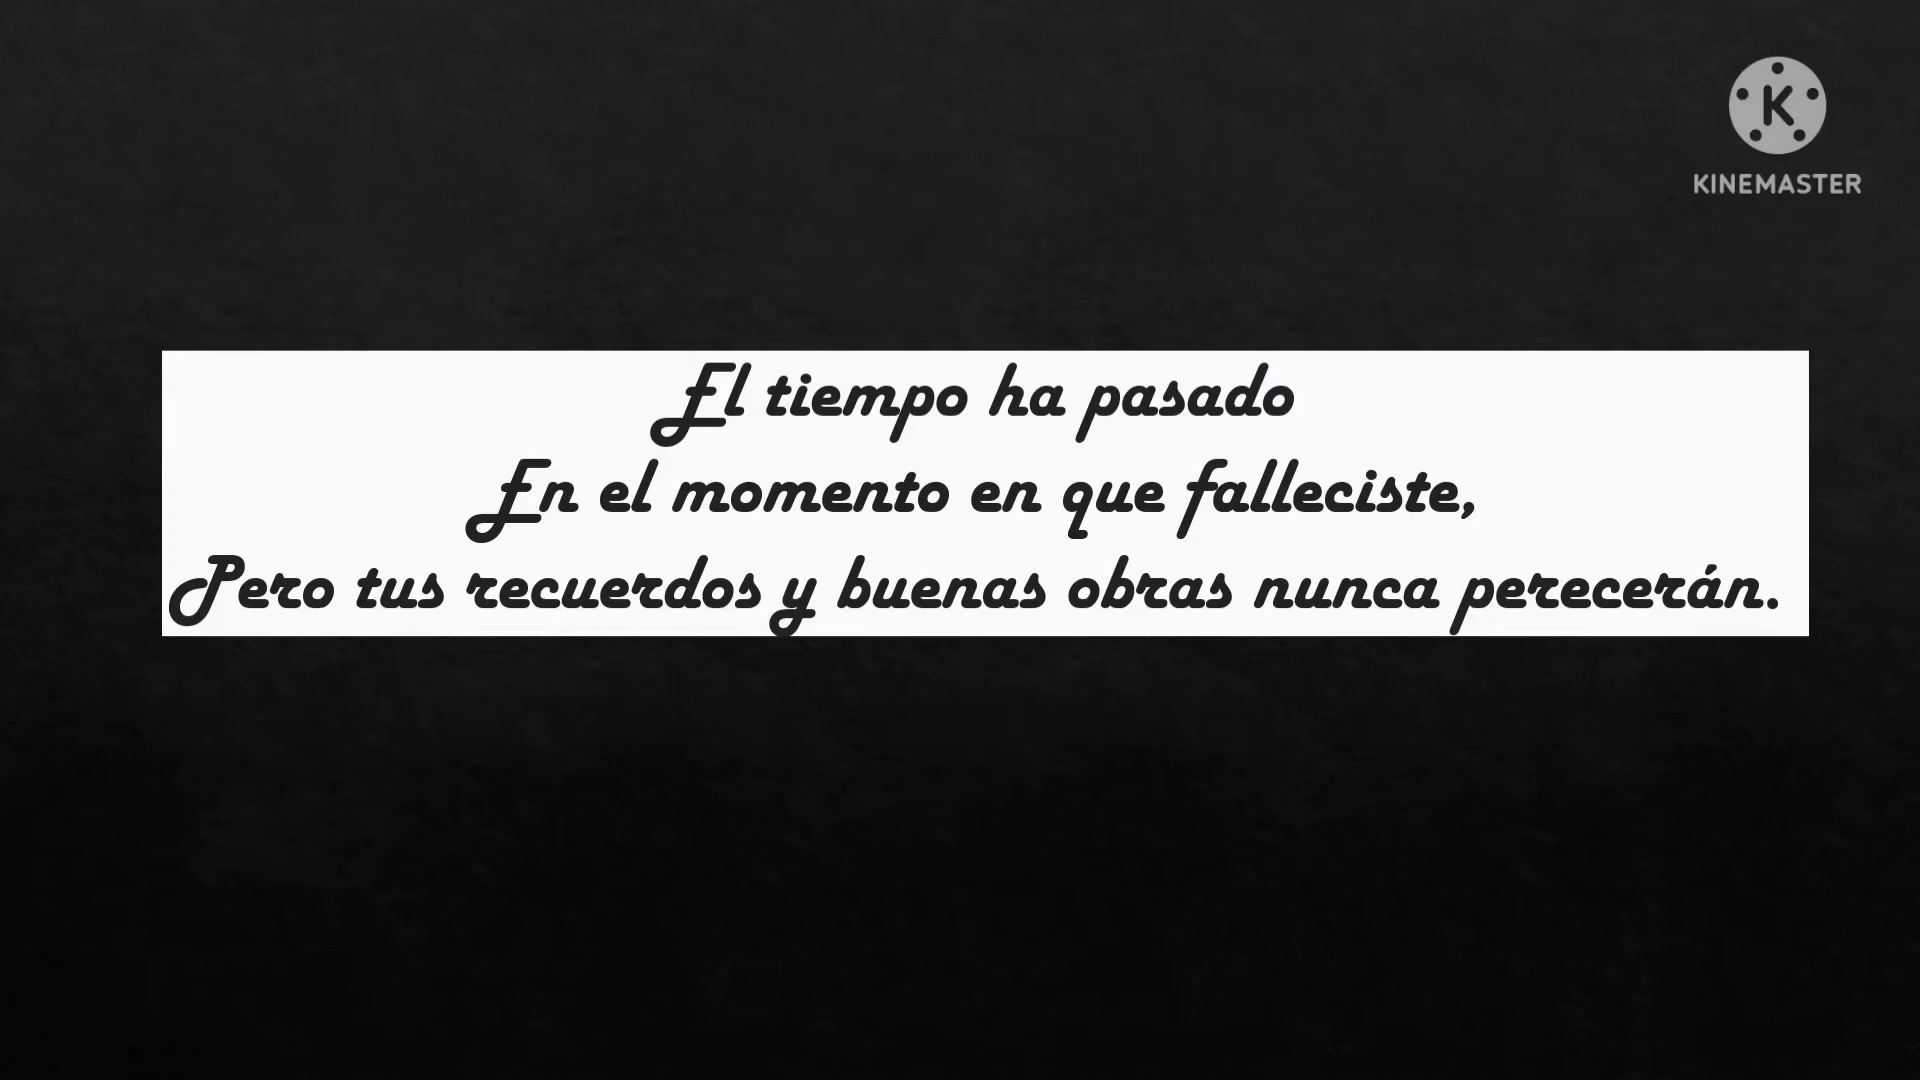 KINEMASTER
El tiempo ha pasado
En el momento en que falleciste,
Pero tus recuerdos y buenas obras nunca perecerán.